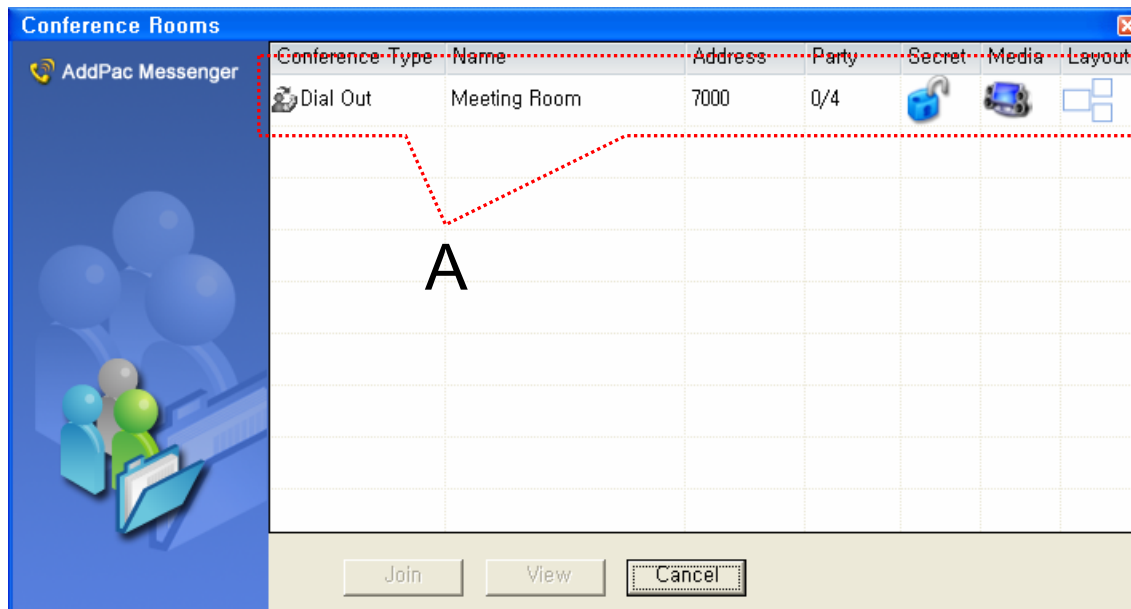 Conference Rooms
AddPac Messenger
Conference Type Name Address Party Secret Media Layout
Dial Out Meeting Room 7000 0/4
A
Join View Cancel